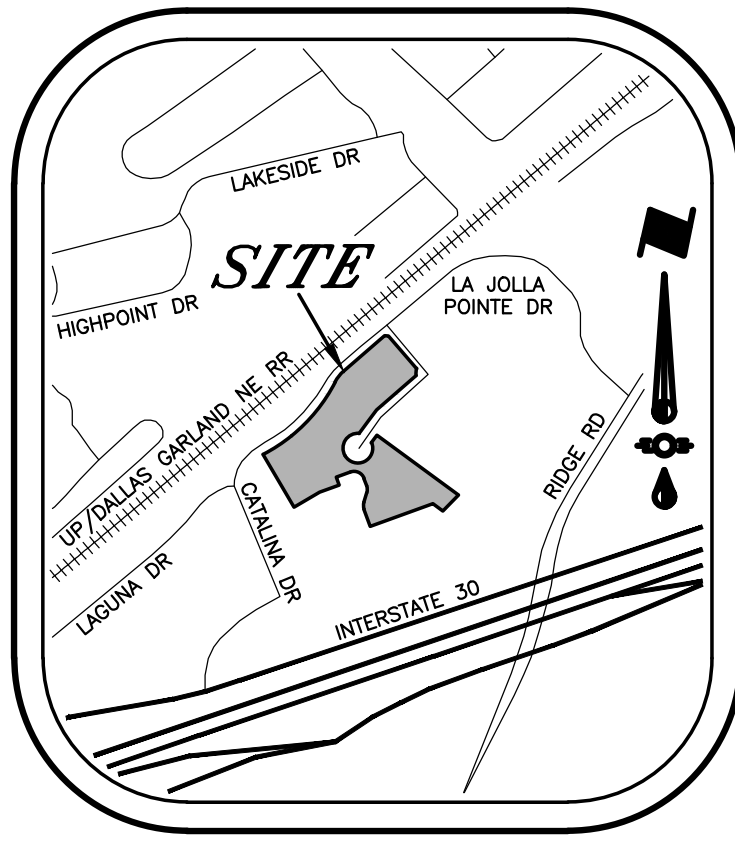 LAKESIDE DR
SITE
LA JOLLA
POINTE DR
HIGHPOINT DR
UP/DALLAS GARLAND NE RR
RIDGE RD
CATALINA DR
LAGUNA DR
INTERSTATE 30